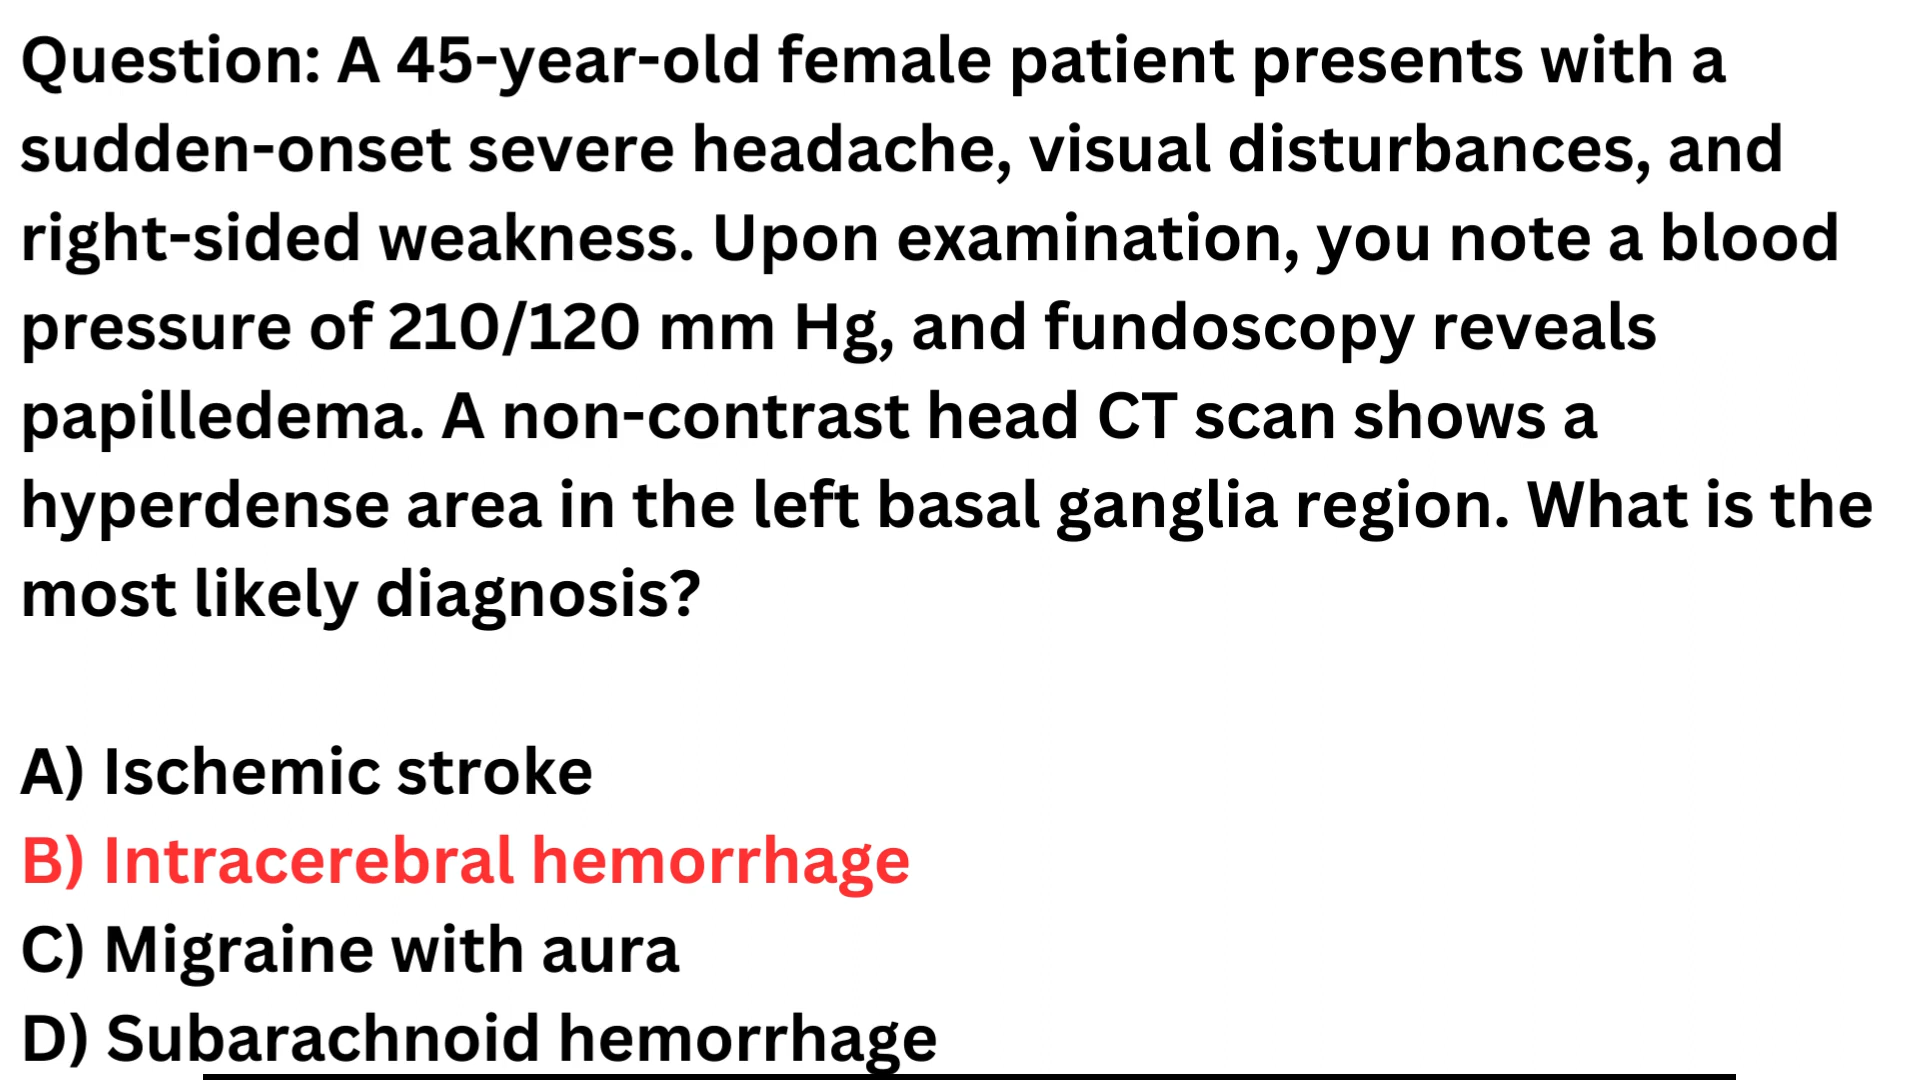 Question: A 45-year-old female patient presents with a
sudden-onset severe headache, visual disturbances, and
right-sided weakness. Upon examination, you note a blood
pressure of 210/120 mm Hg, and fundoscopy reveals
papilledema. A non-contrast head CT scan shows a
hyperdense area in the left basal ganglia region. What is the
most likely diagnosis?
A) Ischemic stroke
B) Intracerebral hemorrhage
C) Migraine with aura
D) Subarachnoid hemorrhage